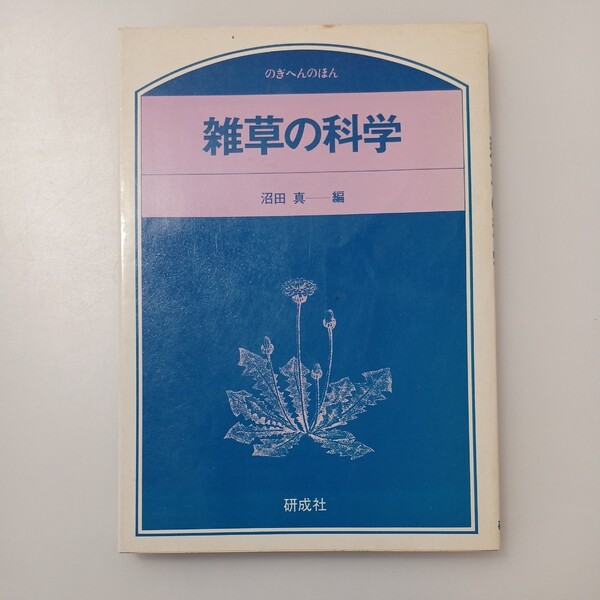 のぎへんのほん
雑草の科学
沼田 真──編
研成社